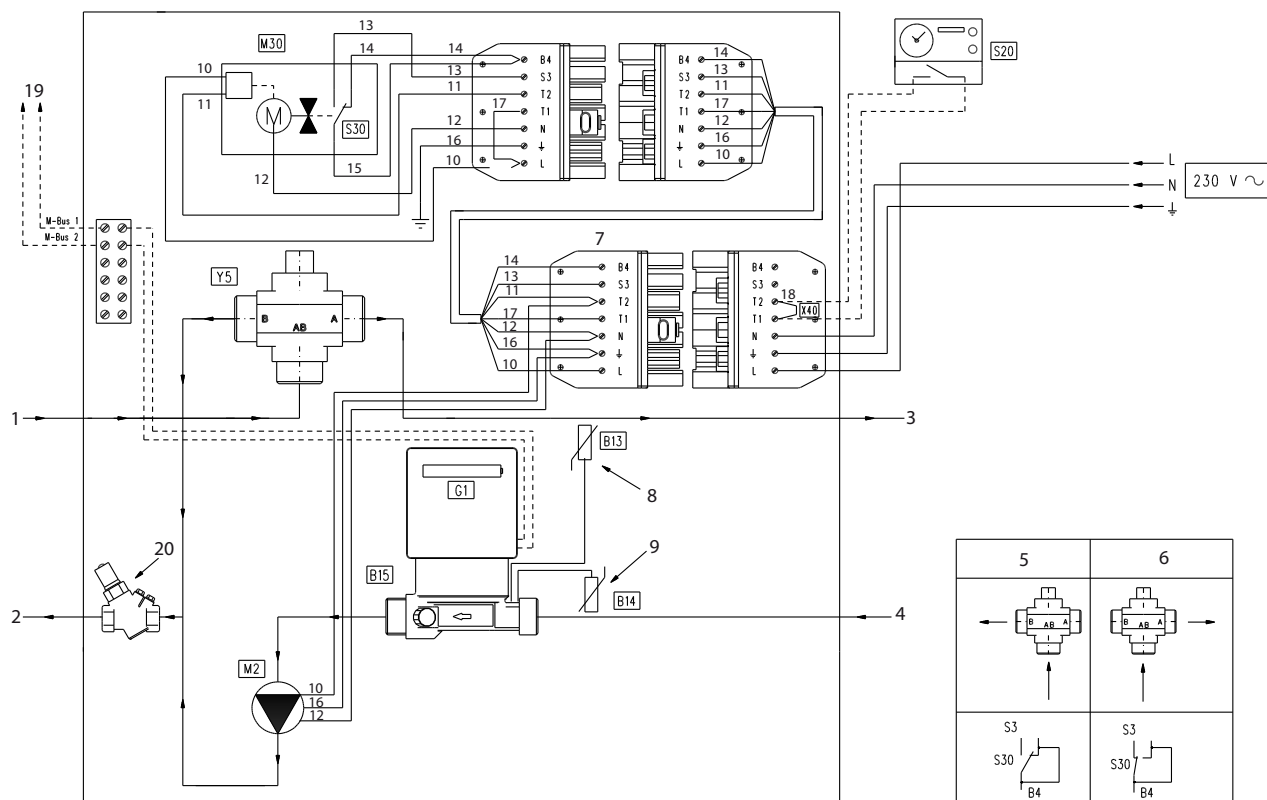 13
14
14
B4
14
B4
M30
10
13
S3
13
S3
S20
11
11
T2
11
T2
19
M
17
T1
17
T1
S30
12
N
12
N
16
16
15
10
L
10
L
12
L
N
230 V
M-Bus 1
M-Bus 2
7
Y5
14
B4
B4
13
S3
S3
11
T2
T2
18
17
T1
T1
X40
12
N
N
16
10
L
L
B
AB
A
1
3
B13
G1
8
20
9
B15
B14
2
4
M2
10
16
12
5
6
B
AB
A
B
AB
A
S3
S3
S30
S30
B4
B4